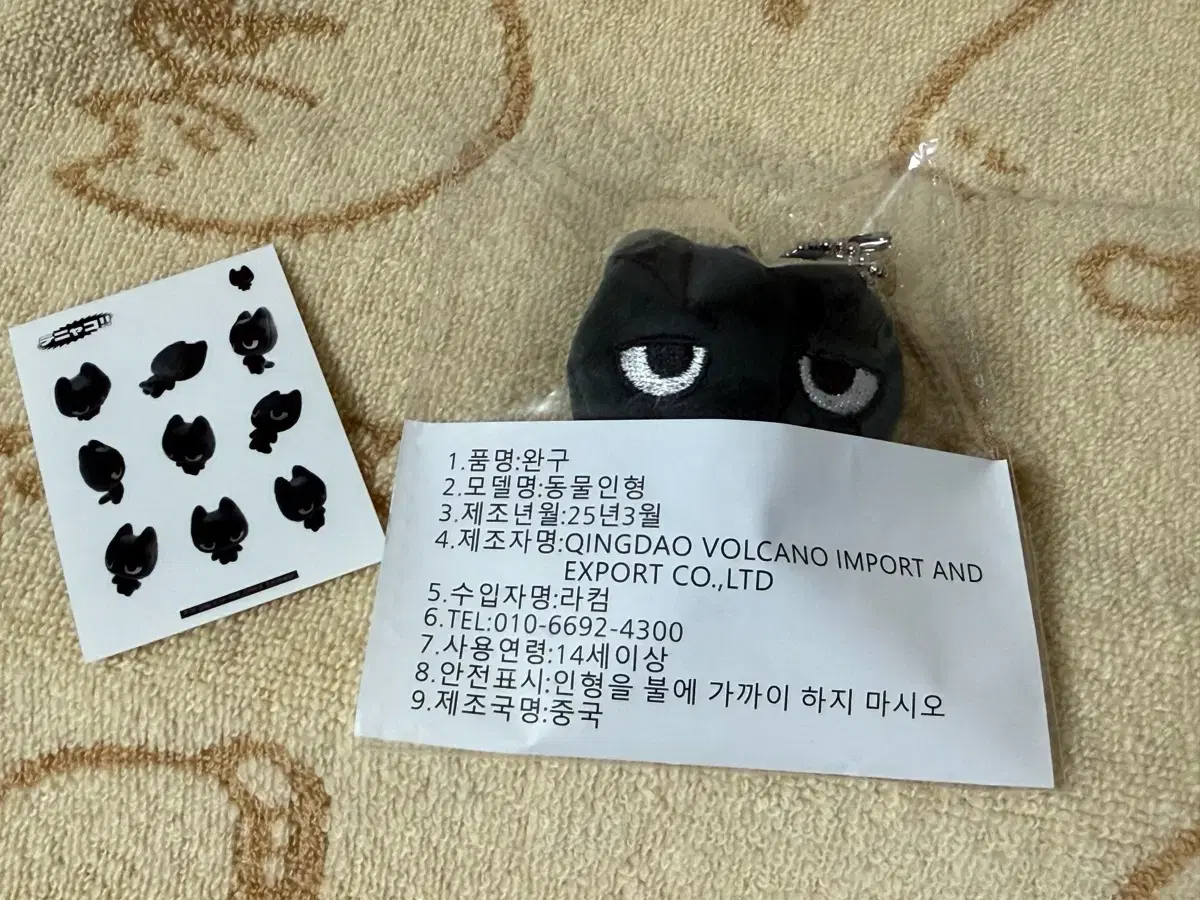 デニャゴ!!
1.품명:완구
2.모델명:동물인형
3.제조년월:25년3월
4.제조자명:QINGDAO VOLCANO IMPORT AND
EXPORT CO.,LTD
5.수입자명:라컴
6.TEL:010-6692-4300
7.사용연령:14세이상
8.안전표시:인형을 불에 가까이 하지 마시오
9.제조국명:중국